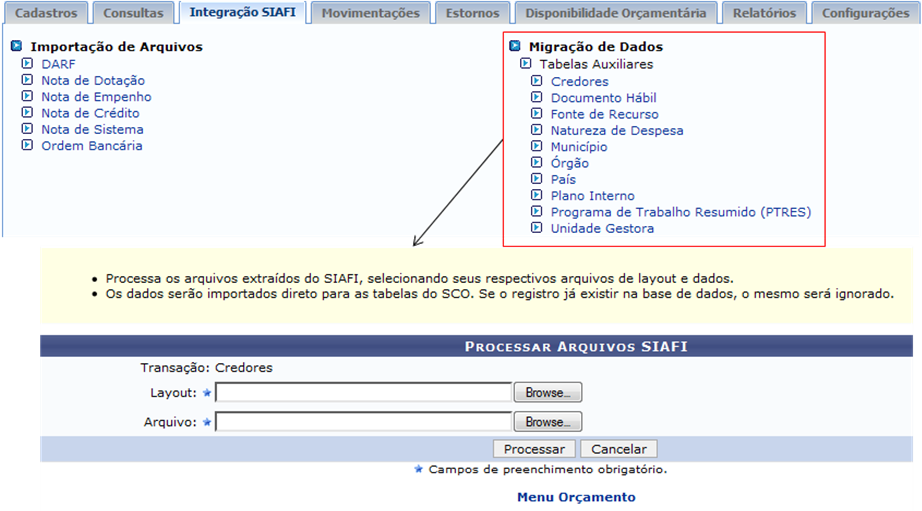 Cadastros Consultas Integração SIAFI Movimentações Estornos Disponibilidade Orçamentária Relatórios Configurações
Importação de Arquivos
DARF
Nota de Dotação
Nota de Empenho
Nota de Crédito
Nota de Sistema
Ordem Bancária
Migração de Dados
Tabelas Auxiliares
Credores
Documento Hábil
Fonte de Recurso
Natureza de Despesa
Município
Órgão
País
Plano Interno
Programa de Trabalho Resumido (PTRES)
Unidade Gestora
• Processa os arquivos extraídos do SIAFI, selecionando seus respectivos arquivos de layout e dados.
• Os dados serão importados direto para as tabelas do SCO. Se o registro já existir na base de dados, o mesmo será ignorado.
PROCESSAR ARQUIVOS SIAFI
Transação: Credores
Layout: Browse...
Arquivo: Browse...
Processar Cancelar
Campos de preenchimento obrigatório.
Menu Orçamento